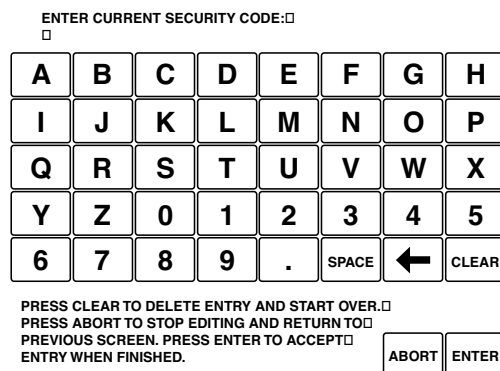 ENTER CURRENT SECURITY CODE:
A B C D E F G H
I J K L M N O P
Q R S T U V W X
Y Z 0 1 2 3 4 5
6 7 8 9 . SPACE CLEAR
PRESS CLEAR TO DELETE ENTRY AND START OVER.
PRESS ABORT TO STOP EDITING AND RETURN TO
PREVIOUS SCREEN. PRESS ENTER TO ACCEPT
ENTRY WHEN FINISHED.
ABORT ENTER